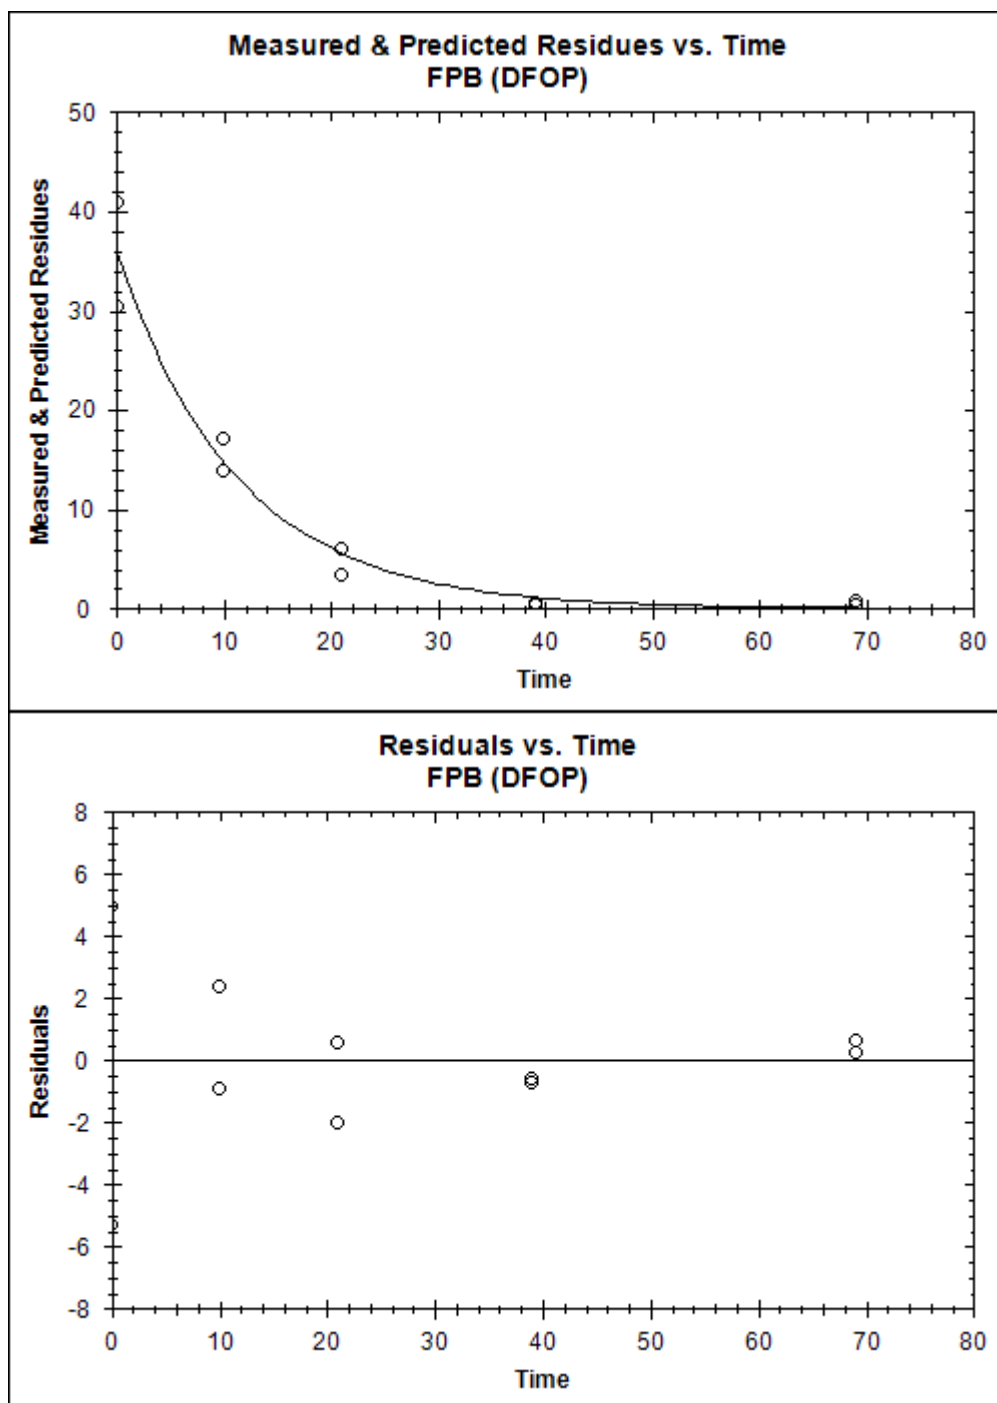 Measured & Predicted Residues vs. Time
FPB (DFOP)
Measured & Predicted Residues
50
40
30
20
10
0
0 10 20 30 40 50 60 70 80
Time
Residuals vs. Time
FPB (DFOP)
Residuals
8
6
4
2
0
-2
-4
-6
-8
0 10 20 30 40 50 60 70 80
Time